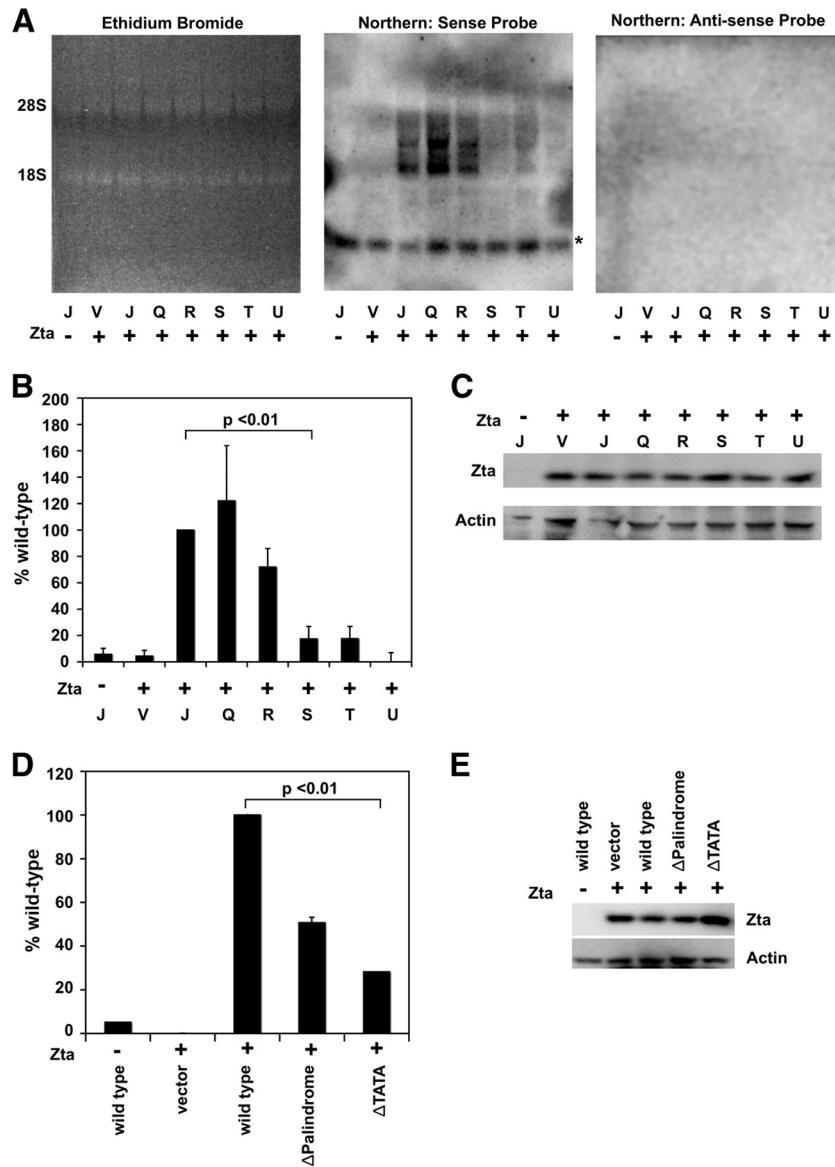 A
Ethidium Bromide
Northern: Sense Probe
Northern: Anti-sense Probe
28S
18S
*
J V J Q R S T U
J V J Q R S T U
J V J Q R S T U
Zta - + + + + + + +
- + + + + + + +
- + + + + + + +
B
% wild-type
200
180
160
140
120
100
80
60
40
20
0
p <0.01
Zta - + + + + + + +
J V J Q R S T U
C
Zta - + + + + + + +
J V J Q R S T U
Zta
Actin
D
% wild-type
120
100
80
60
40
20
0
p <0.01
Zta - + + + +
wild type
vector
wild type
ΔPalindrome
ΔTATA
E
wild type
vector
wild type
ΔPalindrome
ΔTATA
Zta - + + + +
Zta
Actin